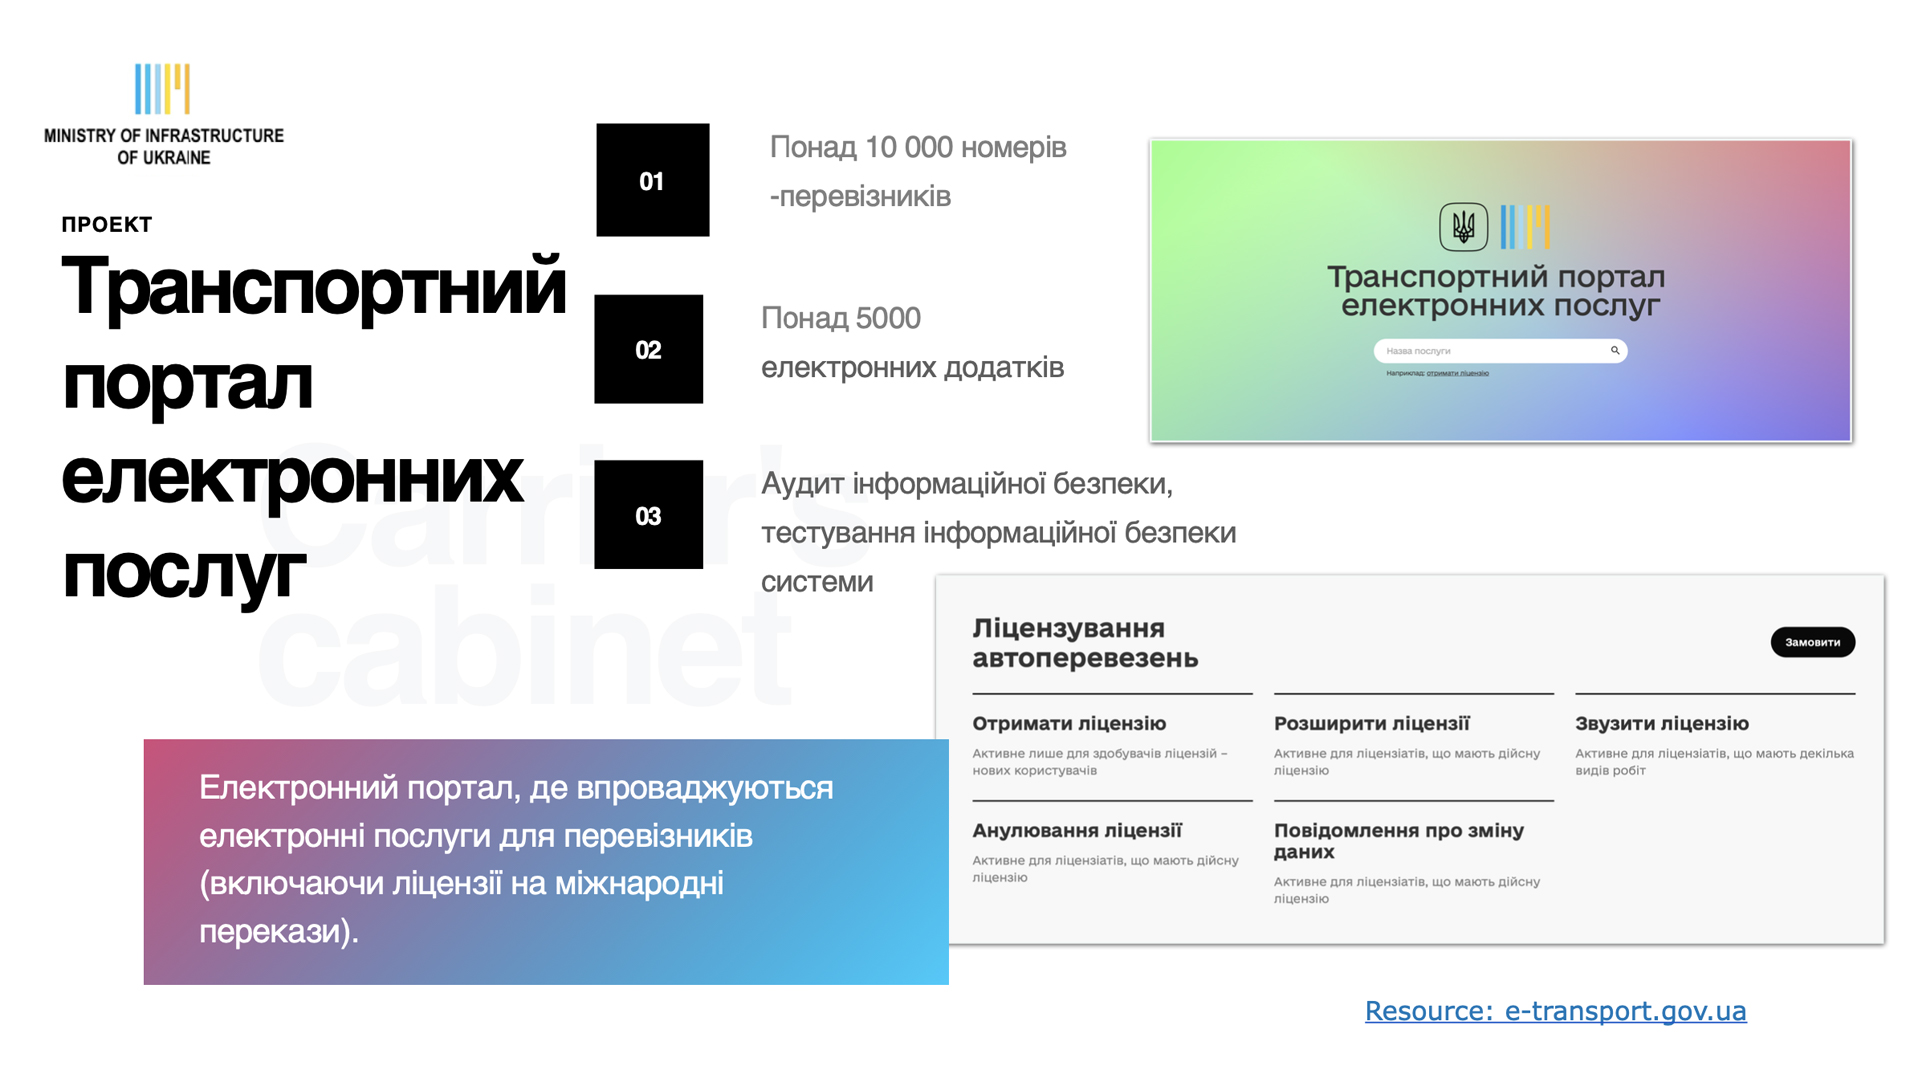 MINISTRY OF INFRASTRUCTURE
OF UKRAINE
ПРОЕКТ
Транспортний
портал
електронних
послуг
Carrier's
cabinet
01
Понад 10 000 номерів
-перевізників
02
Понад 5000
електронних додатків
03
Аудит інформаційної безпеки,
тестування інформаційної безпеки
системи
Транспортний портал
електронних послуг
Назва послуги
Наприклад: отримати ліцензію
Ліцензування
автоперевезень
Замовити
Отримати ліцензію
Активне лише для здобувачів ліцензій –
нових користувачів
Розширити ліцензії
Активне для ліцензіатів, що мають дійсну
ліцензію
Звузити ліцензію
Активне для ліцензіатів, що мають декілька
видів робіт
Анулювання ліцензії
Активне для ліцензіатів, що мають дійсну
ліцензію
Повідомлення про зміну
даних
Активне для ліцензіатів, що мають дійсну
ліцензію
Електронний портал, де впроваджуються
електронні послуги для перевізників
(включаючи ліцензії на міжнародні
перекази).
Resource: e-transport.gov.ua